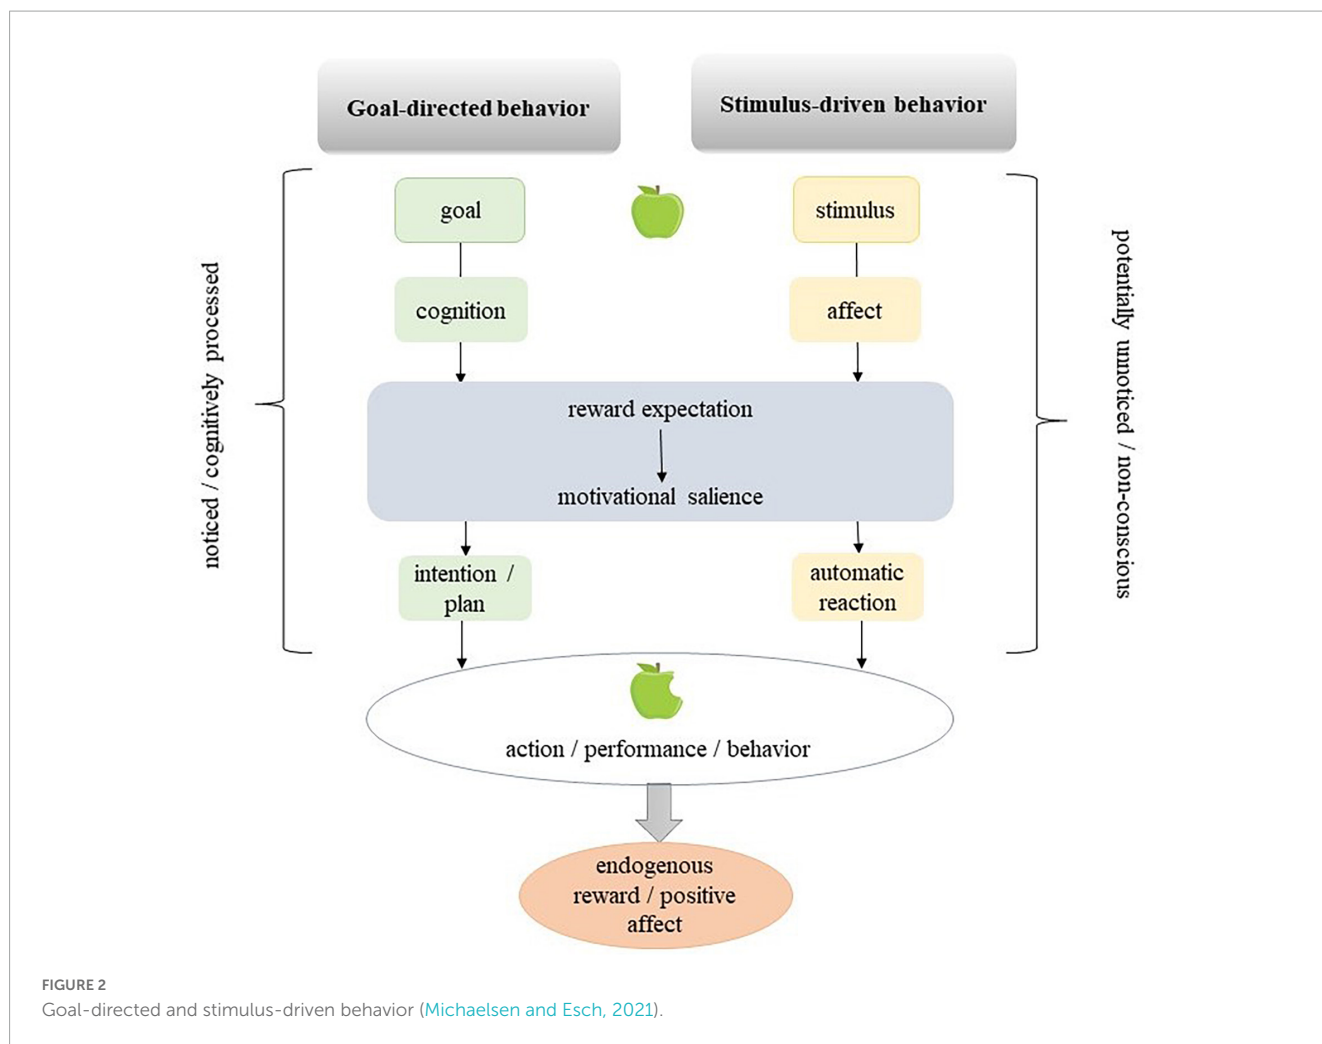 Goal-directed behavior
Stimulus-driven behavior
goal
stimulus
cognition
affect
noticed / cognitively processed
potentially unnoticed / non-conscious
reward expectation
motivational salience
intention /
plan
automatic
reaction
action / performance / behavior
endogenous
reward / positive
affect
FIGURE 2
Goal-directed and stimulus-driven behavior (Michaelsen and Esch, 2021).